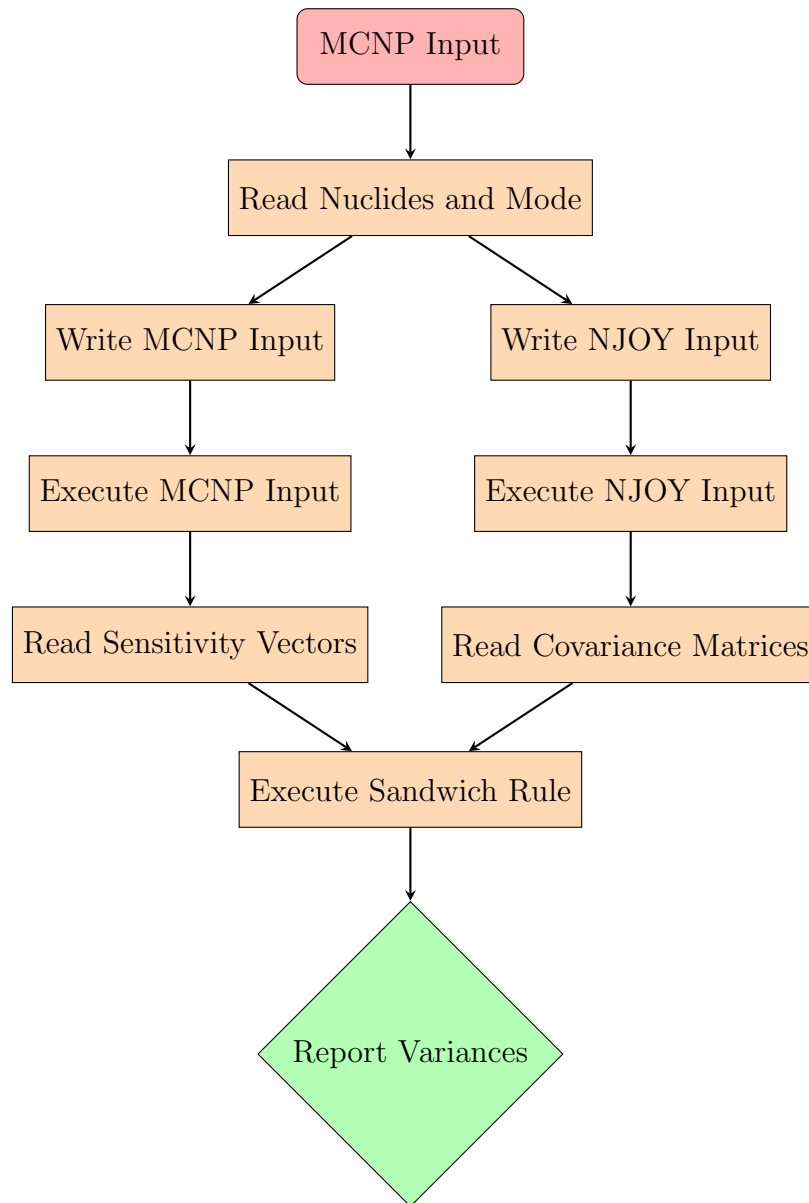 MCNP Input
Read Nuclides and Mode
Write MCNP Input
Write NJOY Input
Execute MCNP Input
Execute NJOY Input
Read Sensitivity Vectors
Read Covariance Matrices
Execute Sandwich Rule
Report Variances